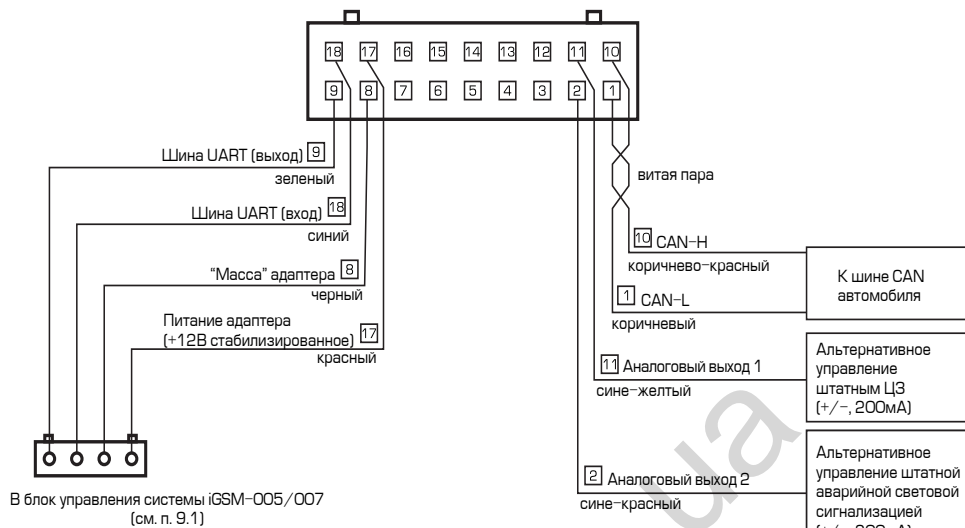 18 17 16 15 14 13 12 11 10
9 8 7 6 5 4 3 2 1
Шина UART (выход) 9
зеленый
Шина UART (вход) 18
синий
"Масса" адаптера 8
черный
Питание адаптера
(+12В стабилизированное) 17
красный
В блок управления системы iGSM-005/007
(см. п. 9.1)
витая пара
10 CAN-H
коричнево-красный
1 CAN-L
коричневый
К шине CAN
автомобиля
11 Аналоговый выход 1
сине-желтый
Альтернативное
управление
штатным ЦЗ
(+/-, 200мА)
2 Аналоговый выход 2
сине-красный
Альтернативное
управление штатной
аварийной световой
сигнализацией
ua